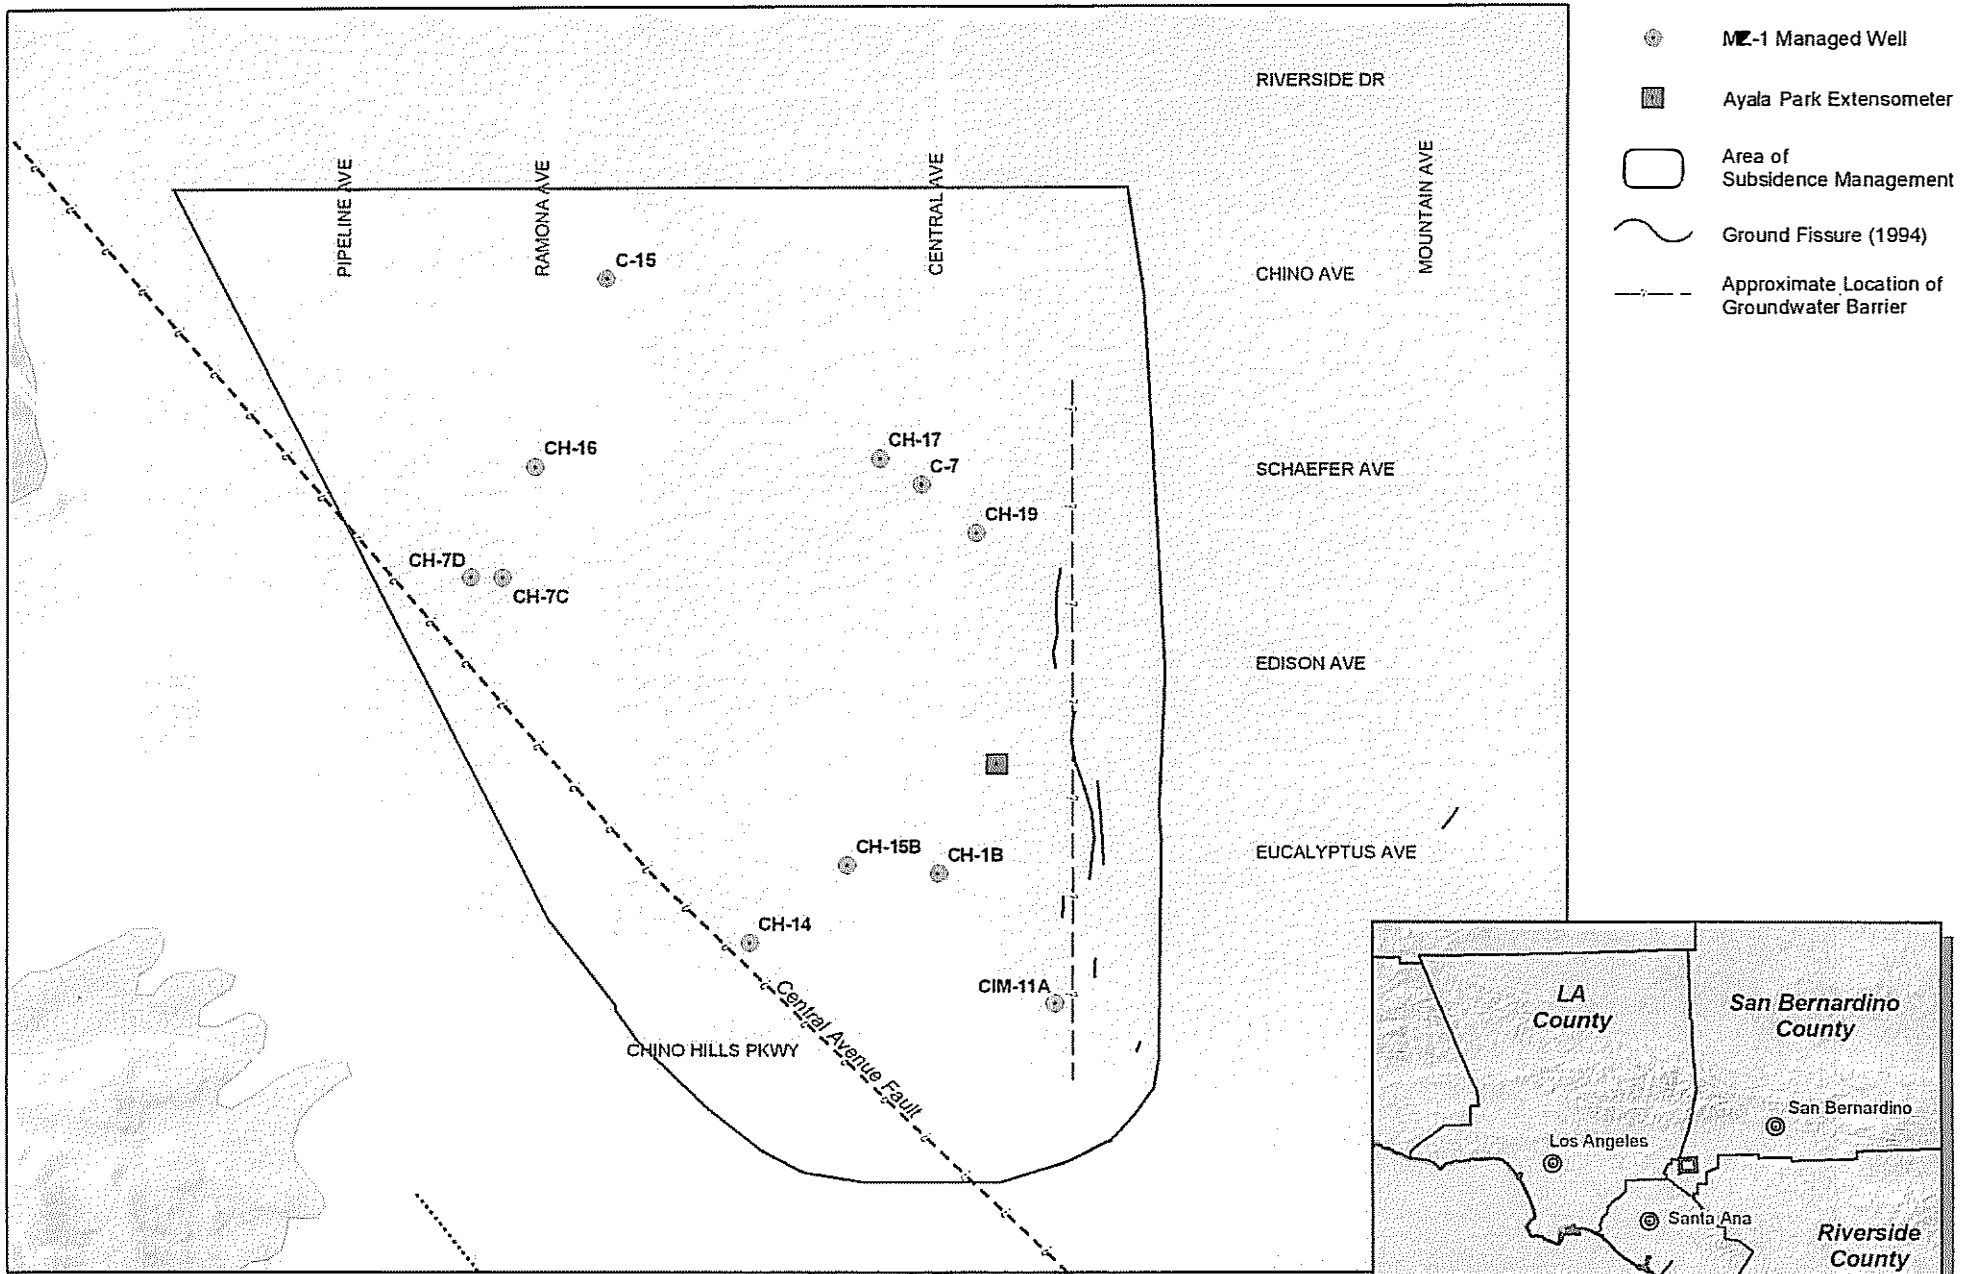 MZ-1 Managed Well
Ayala Park Extensometer
Area of
Subsidence Management
Ground Fissure (1994)
Approximate Location of
Groundwater Barrier
RIVERSIDE DR
PIPELINE AVE
RAMONA AVE
CENTRAL AVE
MOUNTAIN AVE
C-15
CHINO AVE
CH-16
CH-17
C-7
SCHAEFER AVE
CH-19
CH-7D
CH-7C
EDISON AVE
CH-15B
CH-1B
EUCALYPTUS AVE
CH-14
CIM-11A
Central Avenue Fault
CHINO HILLS PKWY
LA
County
San Bernardino
County
San Bernardino
Los Angeles
Santa Ana
Riverside
County